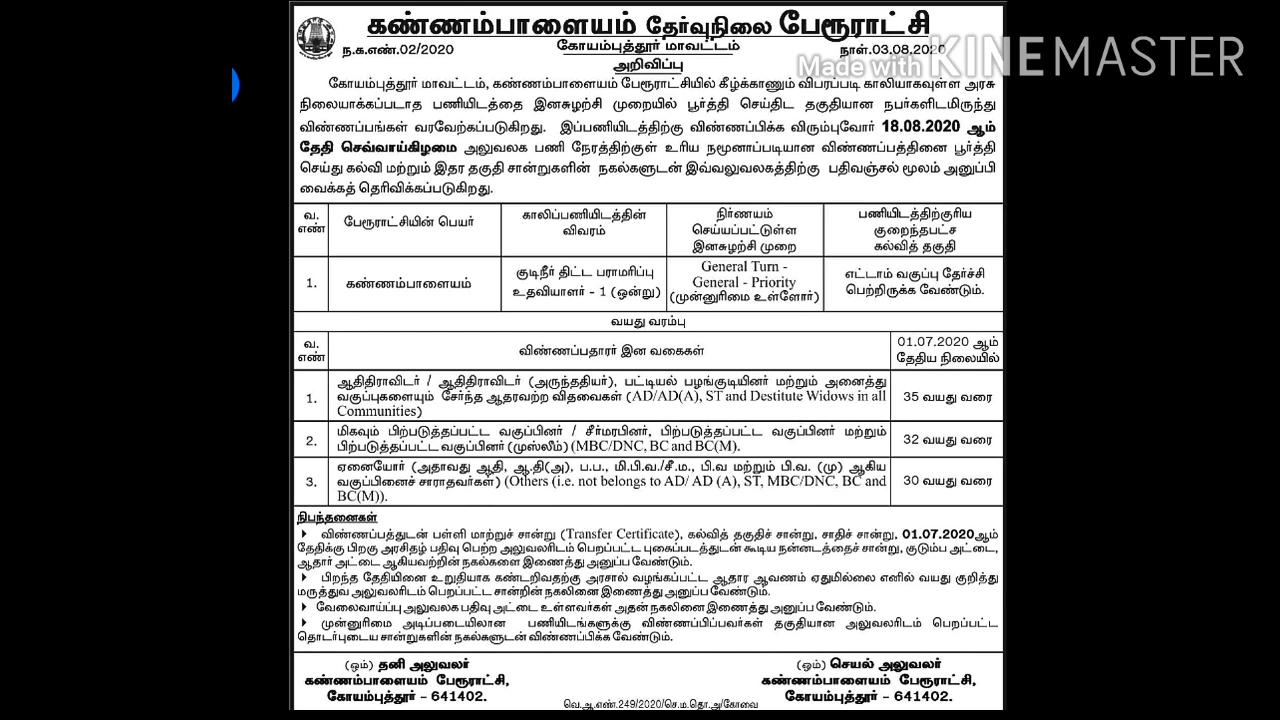 கண்ணம்பாளையம் தேர்வுநிலை பேரூராட்சி
ந.க.எண்.02/2020
கோயம்புத்தூர் மாவட்டம்
நாள்.03.08.2020
Made with KINEMASTER
அறிவிப்பு
கோயம்புத்தூர் மாவட்டம், கண்ணம்பாளையம் பேரூராட்சியில் கீழ்க்காணும் விபரப்படி காலியாகவுள்ள அரசு
நிலையாக்கப்படாத பணியிடத்தை இனசுழற்சி முறையில் பூர்த்தி செய்திட தகுதியான நபர்களிடமிருந்து
விண்ணப்பங்கள் வரவேற்கப்படுகிறது. இப்பணியிடத்திற்கு விண்ணப்பிக்க விரும்புவோர் 18.08.2020 ஆம்
தேதி செவ்வாய்கிழமை அலுவலக பணி நேரத்திற்குள் உரிய நமூனாப்படியான விண்ணப்பத்தினை பூர்த்தி
செய்து கல்வி மற்றும் இதர தகுதி சான்றுகளின் நகல்களுடன் இவ்வலுவலகத்திற்கு பதிவஞ்சல் மூலம் அனுப்பி
வைக்கத் தெரிவிக்கப்படுகிறது.
வ. எண்
பேரூராட்சியின் பெயர்
காலிப்பணியிடத்தின்
விவரம்
நிர்ணயம்
செய்யப்பட்டுள்ள
இனசுழற்சி முறை
பணியிடத்திற்குரிய
குறைந்தபட்ச
கல்வித் தகுதி
1.
கண்ணம்பாளையம்
குடிநீர் திட்ட பராமரிப்பு
உதவியாளர் - 1 (ஒன்று)
General Turn -
General - Priority
(முன்னுரிமை உள்ளோர்)
எட்டாம் வகுப்பு தேர்ச்சி
பெற்றிருக்க வேண்டும்.
வயது வரம்பு
வ. எண்
விண்ணப்பதாரர் இன வகைகள்
01.07.2020 ஆம்
தேதிய நிலையில்
1.
ஆதிதிராவிடர் / ஆதிதிராவிடர் (அருந்ததியர்), பட்டியல் பழங்குடியினர் மற்றும் அனைத்து
வகுப்புகளையும் சேர்ந்த ஆதரவற்ற விதவைகள் (AD/AD(A), ST and Destitute Widows in all
Communities)
35 வயது வரை
2.
மிகவும் பிற்படுத்தப்பட்ட வகுப்பினர் / சீர்மரபினர், பிற்படுத்தப்பட்ட வகுப்பினர் மற்றும்
பிற்படுத்தப்பட்ட வகுப்பினர் (முஸ்லீம்) (MBC/DNC, BC and BC(M).
32 வயது வரை
3.
ஏனையோர் (அதாவது ஆதி, ஆ.தி(அ), ப.ப., மி.பி.வ./சீ.ம., பி.வ மற்றும் பி.வ. (மு) ஆகிய
வகுப்பினைச் சாராதவர்கள்) (Others (i.e. not belongs to AD/ AD (A), ST, MBC/DNC, BC and
BC(M)).
30 வயது வரை
நிபந்தனைகள்
விண்ணப்பத்துடன் பள்ளி மாற்றுச் சான்று (Transfer Certificate), கல்வித் தகுதிச் சான்று, சாதிச் சான்று, 01.07.2020ஆம்
தேதிக்கு பிறகு அரசிதழ் பதிவு பெற்ற அலுவலரிடம் பெறப்பட்ட புகைப்படத்துடன் கூடிய நன்னடத்தைச் சான்று, குடும்ப அட்டை,
ஆதார் அட்டை ஆகியவற்றின் நகல்களை இணைத்து அனுப்ப வேண்டும்.
பிறந்த தேதியினை உறுதியாக கண்டறிவதற்கு அரசால் வழங்கப்பட்ட ஆதார ஆவணம் ஏதுமில்லை எனில் வயது குறித்து
மருத்துவ அலுவலரிடம் பெறப்பட்ட சான்றின் நகலினை இணைத்து அனுப்ப வேண்டும்.
வேலைவாய்ப்பு அலுவலக பதிவு அட்டை உள்ளவர்கள் அதன் நகலினை இணைத்து அனுப்ப வேண்டும்.
முன்னுரிமை அடிப்படையிலான பணியிடங்களுக்கு விண்ணப்பிப்பவர்கள் தகுதியான அலுவலரிடம் பெறப்பட்ட
தொடர்புடைய சான்றுகளின் நகல்களுடன் விண்ணப்பிக்க வேண்டும்.
(ஒம்) தனி அலுவலர்
கண்ணம்பாளையம் பேரூராட்சி,
கோயம்புத்தூர் - 641402.
(ஒம்) செயல் அலுவலர்
கண்ணம்பாளையம் பேரூராட்சி,
கோயம்புத்தூர் - 641402.
வெ.ஆ.எண்.249/2020/செ.ம.தொ.அ/கோவை